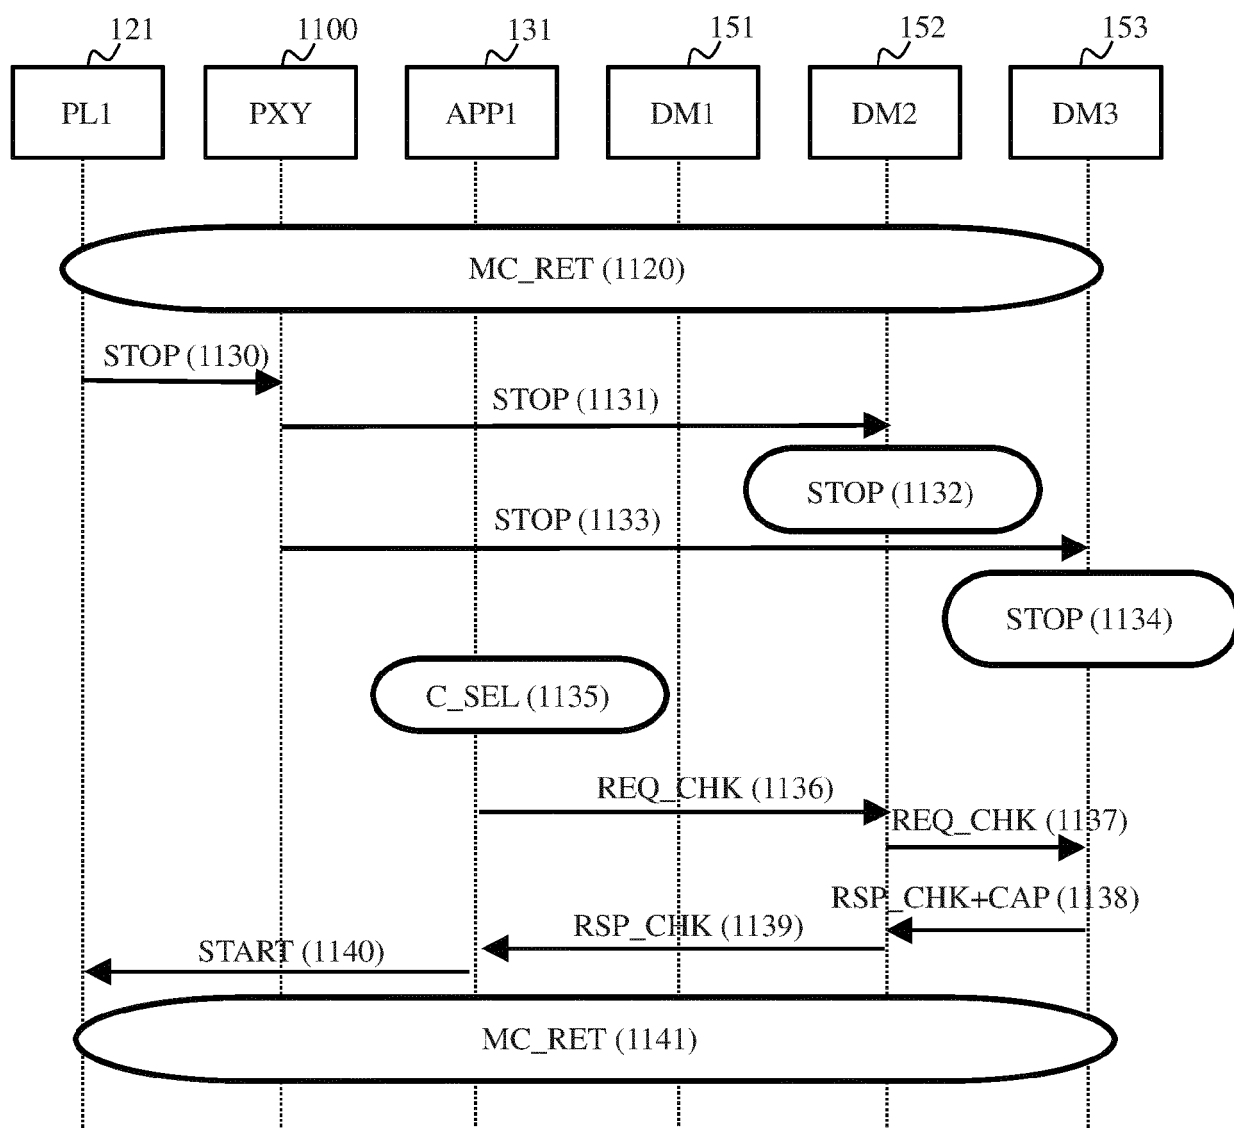 121 1100 131 151 152 153
PL1 PXY APP1 DM1 DM2 DM3
MC_RET (1120)
STOP (1130)
STOP (1131)
STOP (1132)
STOP (1133)
STOP (1134)
C_SEL (1135)
REQ_CHK (1136)
REQ_CHK (1137)
RSP_CHK+CAP (1138)
RSP_CHK (1139)
START (1140)
MC_RET (1141)